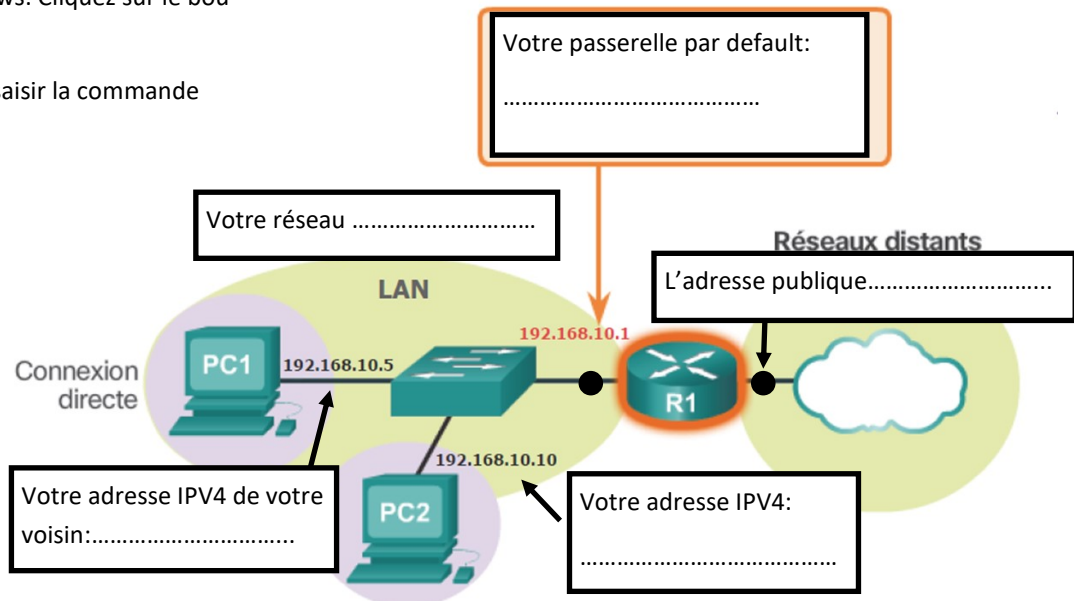 ws. Cliquez sur le bou
saisir la commande
Votre passerelle par default:
…………………………………….
Votre réseau …………………………
Réseaux distants
L’adresse publique………………………...
LAN
192.168.10.1
PC1
192.168.10.5
Connexion
directe
R1
192.168.10.10
Votre adresse IPV4 de votre
voisin:…………………………...
PC2
Votre adresse IPV4:
……………………………………